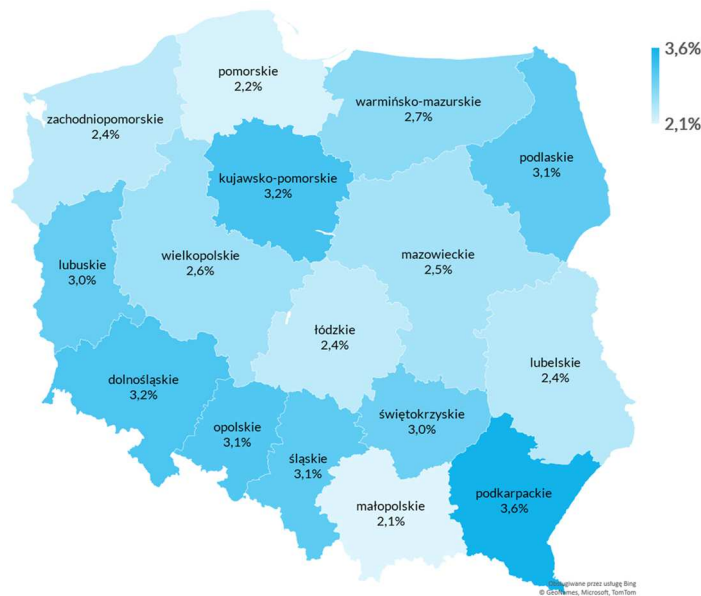 pomorskie
2,2%
3,6%
2,1%
warmińsko-mazurskie
2,7%
zachodniopomorskie
2,4%
podlaskie
3,1%
kujawsko-pomorskie
3,2%
wielkopolskie
2,6%
mazowieckie
2,5%
lubuskie
3,0%
łódzkie
2,4%
lubelskie
2,4%
dolnośląskie
3,2%
świętokrzyskie
3,0%
opolskie
3,1%
śląskie
3,1%
podkarpackie
3,6%
małopolskie
2,1%
Obsługiwane przez usługę Bing
© GeoNames, Microsoft, TomTom